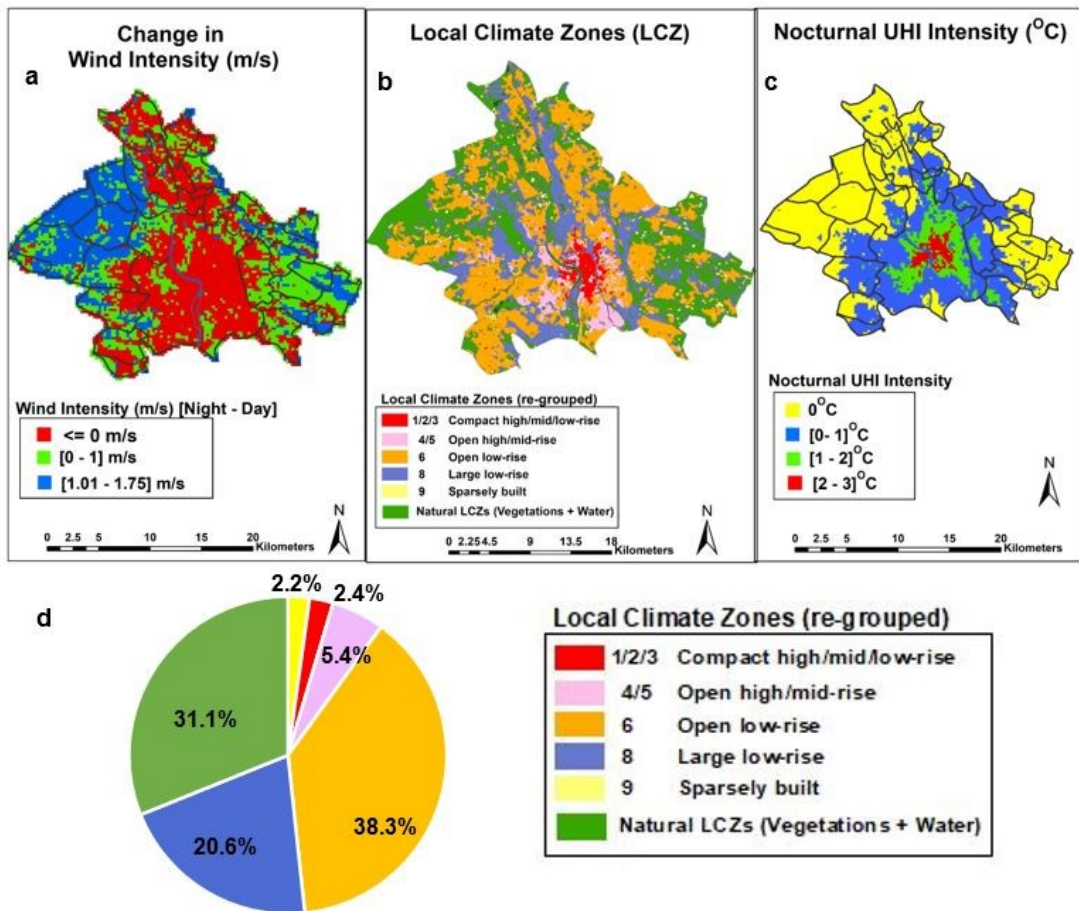 Change in
Wind Intensity (m/s)
a
Wind Intensity (m/s) [Night - Day]
<= 0 m/s
[0 - 1] m/s
[1.01 - 1.75] m/s
N
0 2.5 5 10 15 20
Kilometers
Local Climate Zones (LCZ)
b
Local Climate Zones (re-grouped)
1/2/3 Compact high/mid/low-rise
4/5 Open high/mid-rise
6 Open low-rise
8 Large low-rise
9 Sparsely built
Natural LCZs (Vegetations + Water)
N
0 2.25 4.5 9 13.5 18
Kilometers
Nocturnal UHI Intensity (OC)
c
Nocturnal UHI Intensity
0OC
[0- 1]OC
[1 - 2]OC
[2 - 3]OC
N
0 2.5 5 10 15 20
Kilometers
d
2.2%
2.4%
5.4%
31.1%
38.3%
20.6%
Local Climate Zones (re-grouped)
1/2/3 Compact high/mid/low-rise
4/5 Open high/mid-rise
6 Open low-rise
8 Large low-rise
9 Sparsely built
Natural LCZs (Vegetations + Water)